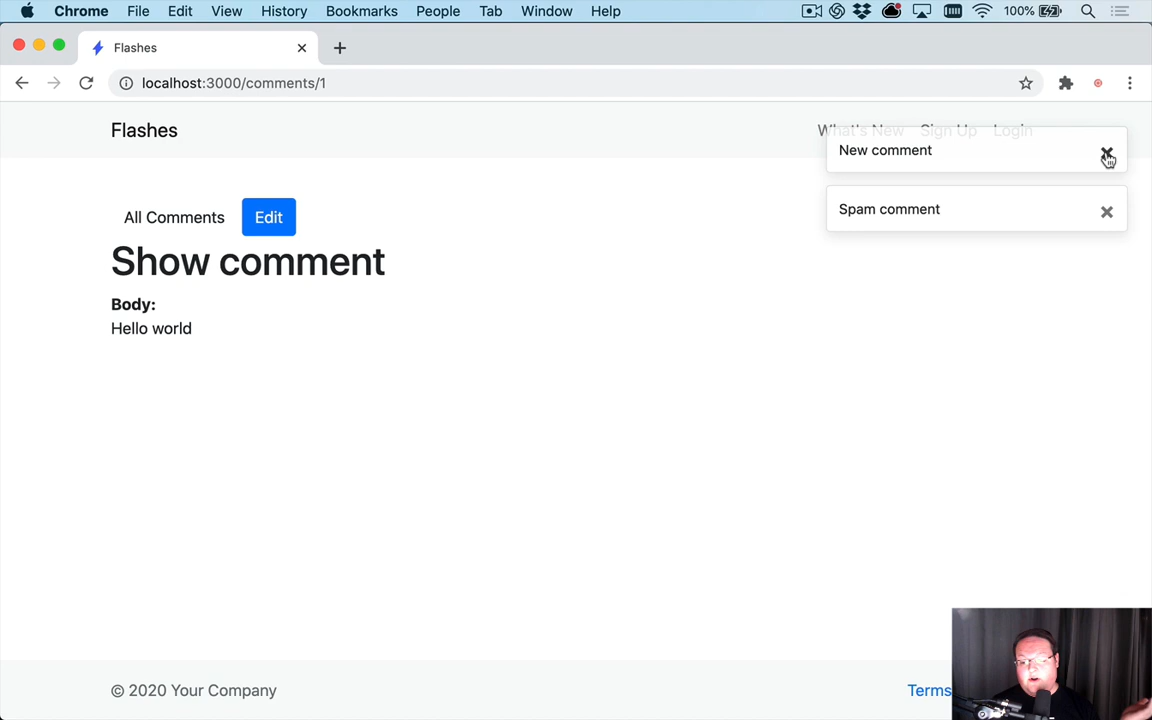 Chrome File Edit View History Bookmarks People Tab Window Help 100%
Flashes
localhost:3000/comments/1
Flashes What's New Sign Up Login
New comment
Spam comment
All Comments Edit
Show comment
Body:
Hello world
© 2020 Your Company Terms